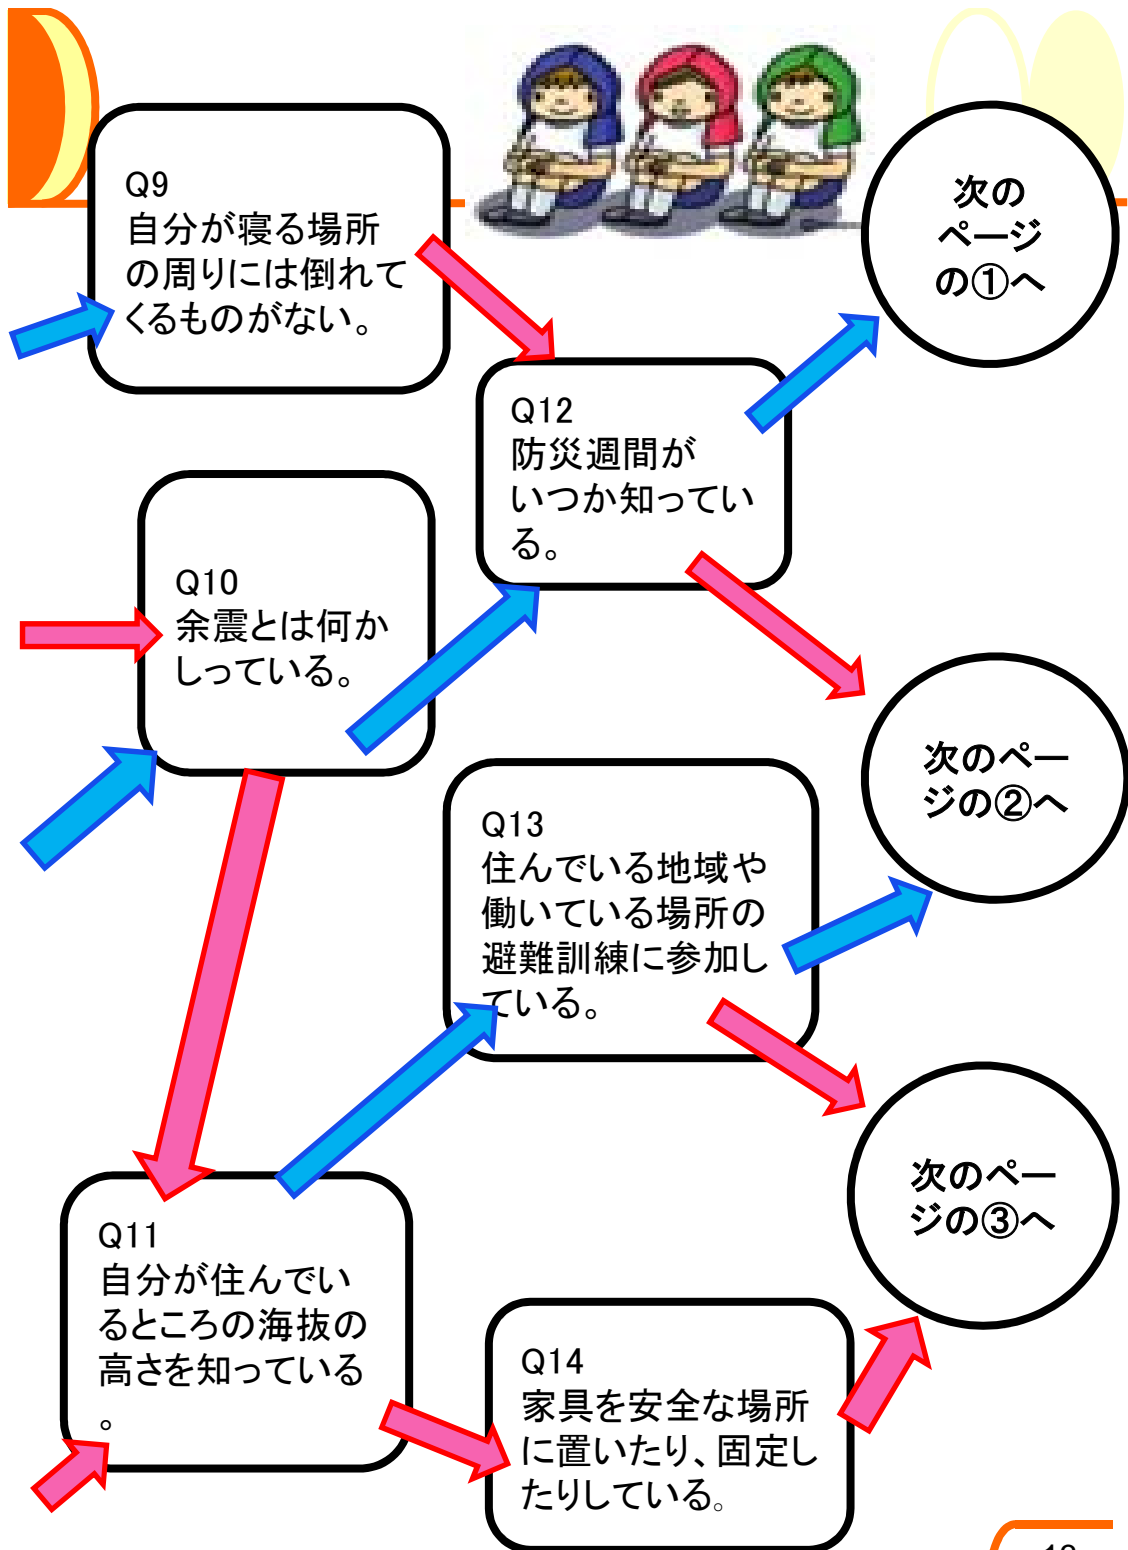 Q9
自分が寝る場所
の周りには倒れて
くるものがない。
次の
ページ
の①へ
Q12
防災週間が
いつか知ってい
る。
Q10
余震とは何か
しっている。
次のペー
ジの②へ
Q13
住んでいる地域や
働いている場所の
避難訓練に参加し
ている。
次のペー
ジの③へ
Q11
自分が住んでい
るところの海抜の
高さを知っている
。
Q14
家具を安全な場所
に置いたり、固定し
たりしている。